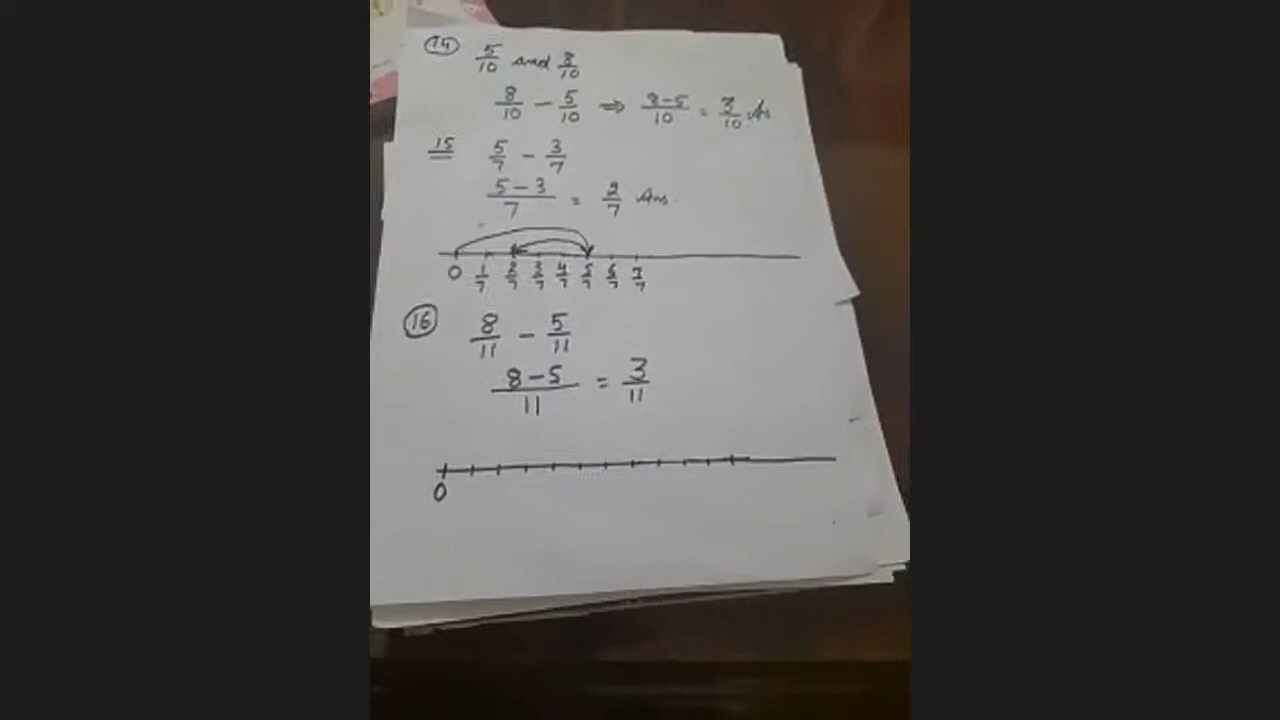 14 5/10 and 8/10
8/10 - 5/10 ⇒ 8-5/10 = 3/10 As
15 5/7 - 3/7
5-3/7 = 2/7 Ans.
0 1/7 2/7 3/7 4/7 5/7 6/7 7/7
16 8/11 - 5/11
8-5/11 = 3/11
0